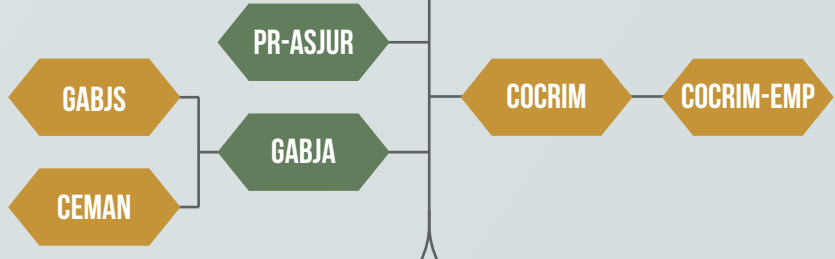 PR-ASJUR
GABJS
COCRIM
COCRIM-EMP
GABJA
CEMAN